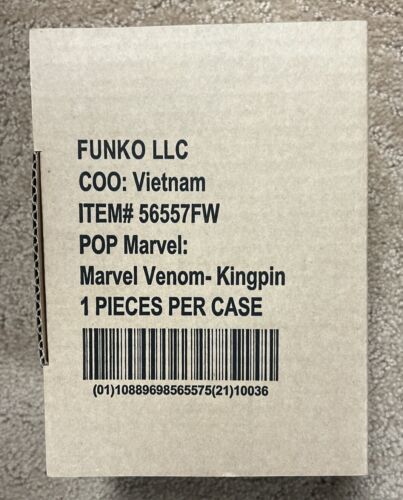 FUNKO LLC
COO: Vietnam
ITEM# 56557FW
POP Marvel:
Marvel Venom- Kingpin
1 PIECES PER CASE
(01)10889698565575(21)10036